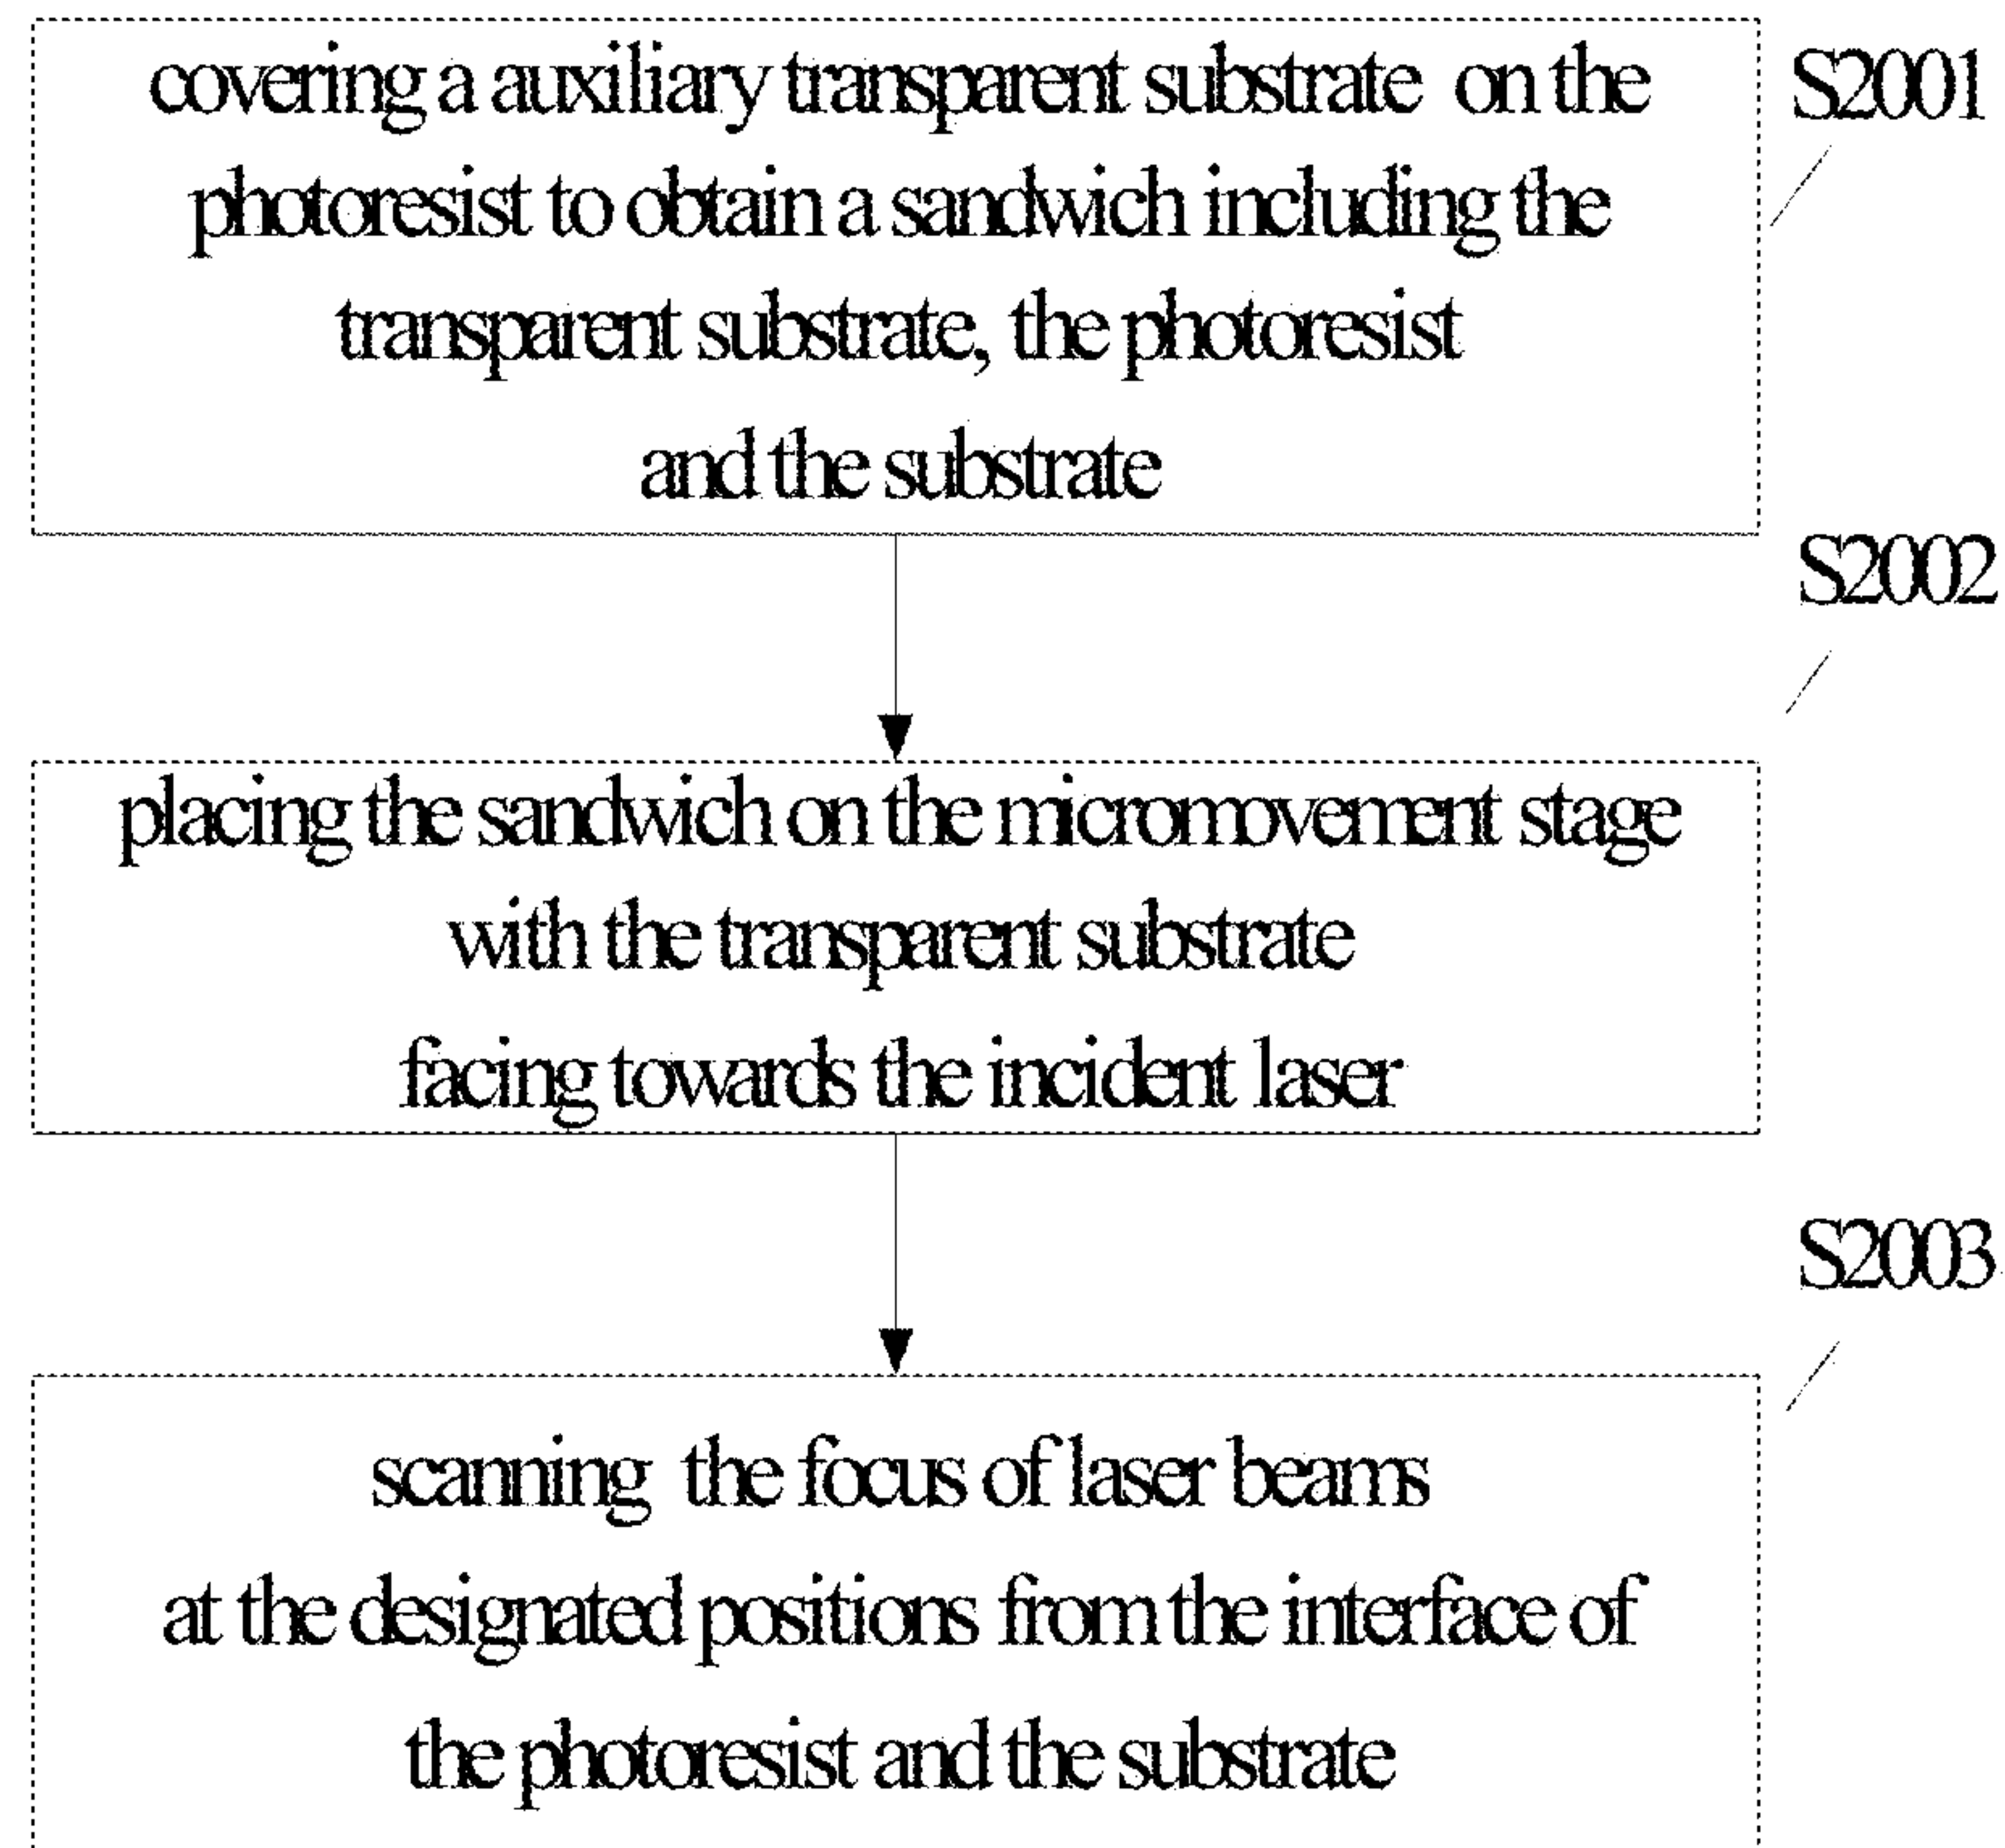 covering a auxiliary transparent substrate on the
S2001
photoresist to obtain a sandwich including the
transparent substrate, the photoresist
and the substrate
S2002
placing the sandwich on the micromovement stage
with the transparent substrate
facing towards the incident laser
S2003
scanning the focus of laser beams
at the designated positions from the interface of
the photoresist and the substrate